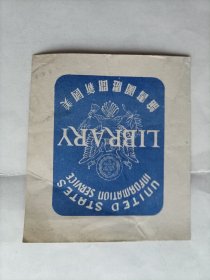 UNITED STATES
INFORMATION SERVICE
LIBRARY
美國新聞處圖書館